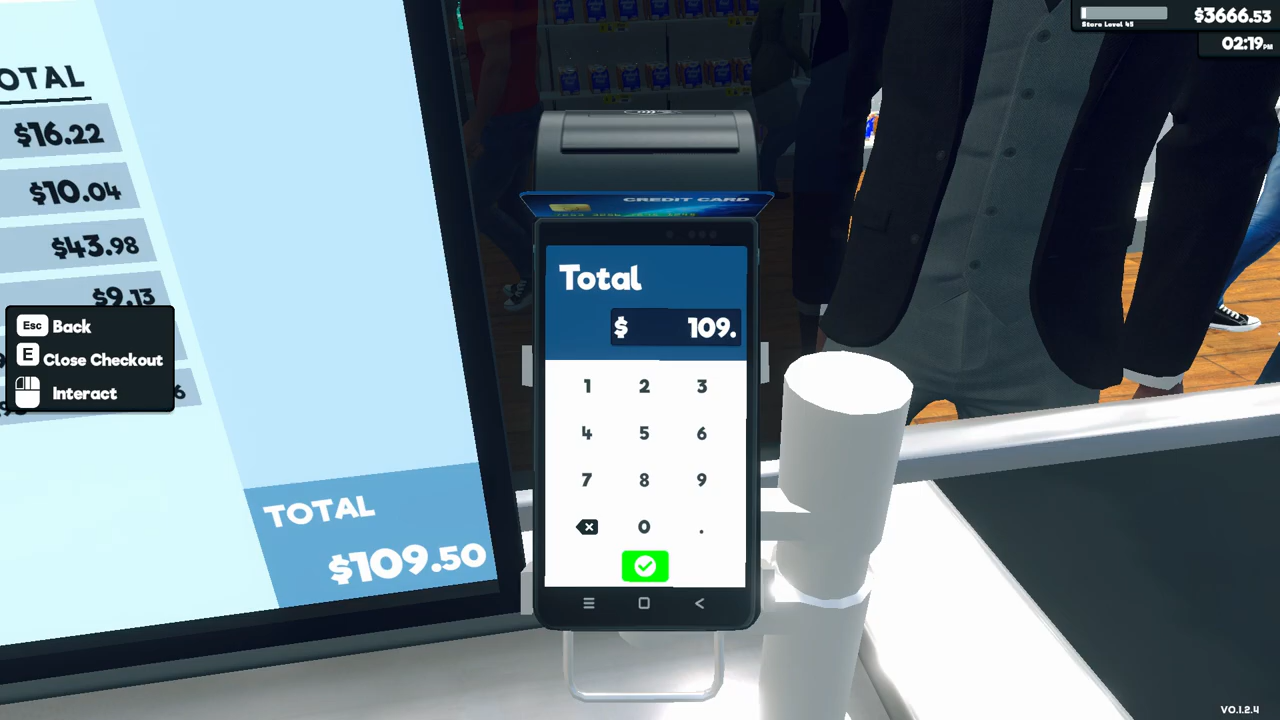 $3666.53
Store Level 45
02:19PM
OTAL
$16.22
$10.04
$43.98
$9.13
6
Esc Back
E Close Checkout
Interact
TOTAL
$109.50
CREDIT CARD
Total
$ 109.
1 2 3
4 5 6
7 8 9
0 .
V0.1.2.4